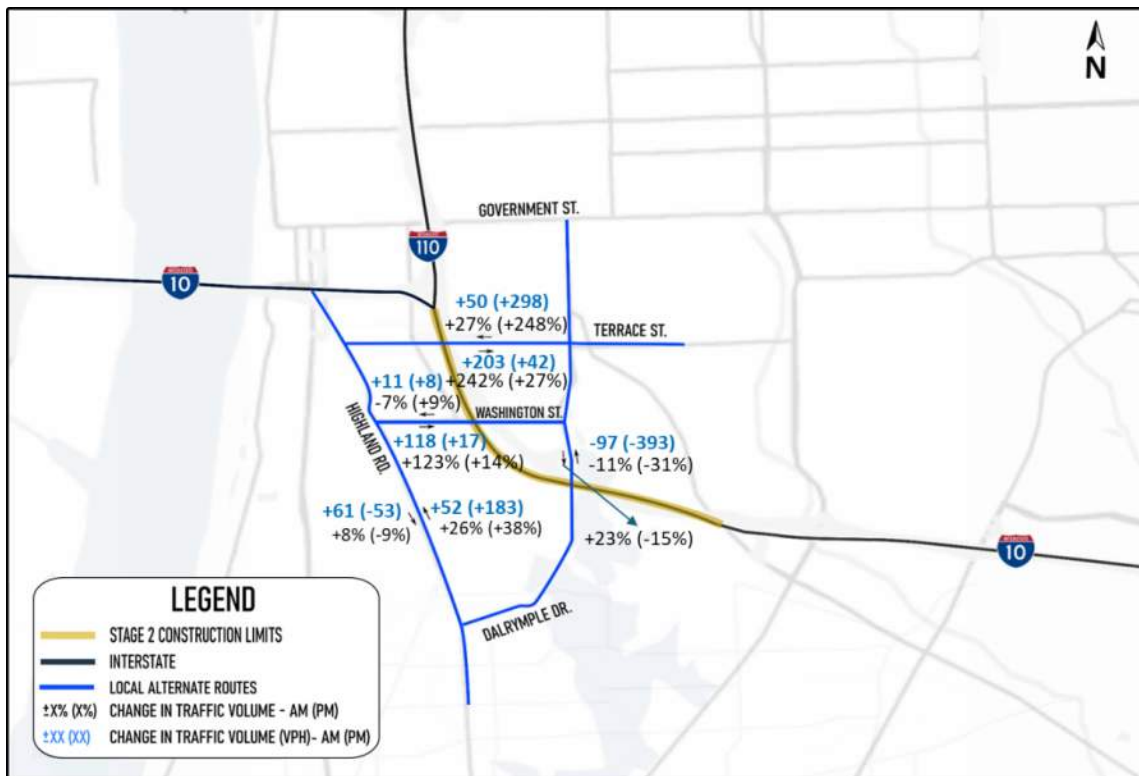 N
GOVERNMENT ST.
110
10
+50 (+298)
+27% (+248%)
TERRACE ST.
+203 (+42)
+242% (+27%)
+11 (+8)
-7% (+9%)
WASHINGTON ST.
HIGHLAND RD.
+118 (+17)
+123% (+14%)
-97 (-393)
-11% (-31%)
+61 (-53)
+8% (-9%)
+52 (+183)
+26% (+38%)
+23% (-15%)
10
DALRYMPLE DR.
LEGEND
STAGE 2 CONSTRUCTION LIMITS
INTERSTATE
LOCAL ALTERNATE ROUTES
±X% (X%) CHANGE IN TRAFFIC VOLUME - AM (PM)
±XX (XX) CHANGE IN TRAFFIC VOLUME (VPH)- AM (PM)